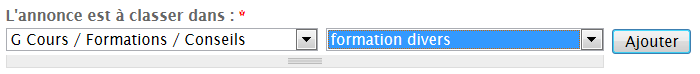 L'annonce est à classer dans : *
G Cours / Formations / Conseils formation divers Ajouter